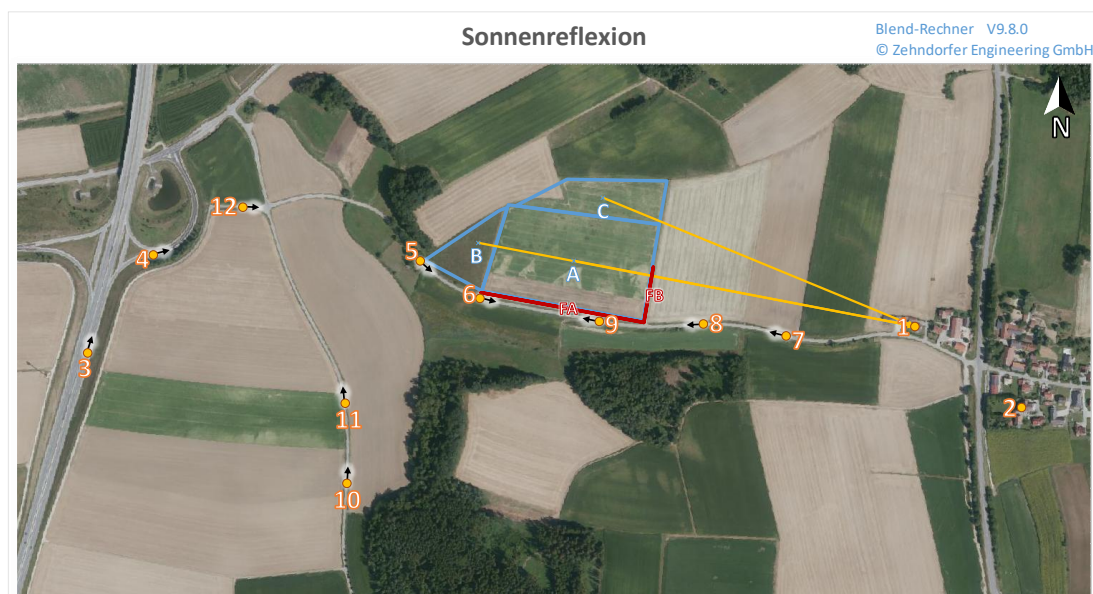 Sonnenreflexion
Blend-Rechner V9.8.0
© Zehndorfer Engineering GmbH
N
12
C
5
B
4
A
6
FA
FB
9
8
7
1
3
2
11
10